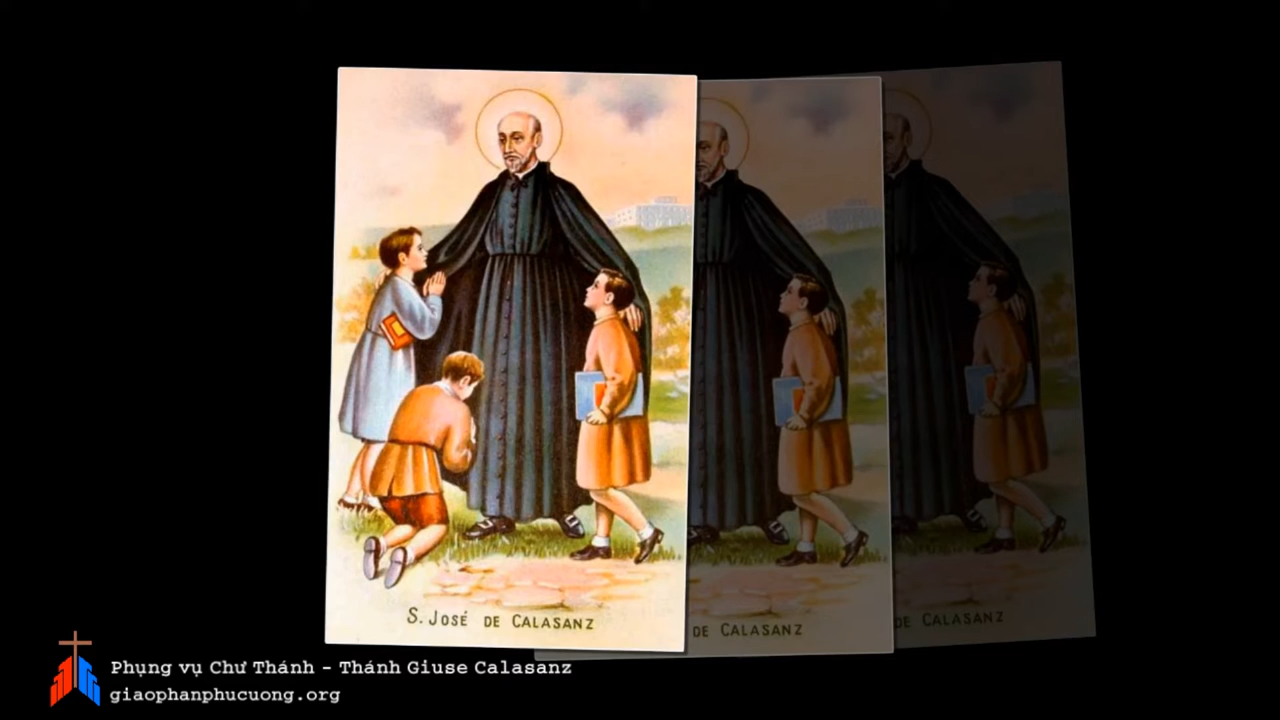 S. JOSÉ DE CALASANZ
DE CALASANZ
DE CALASANZ
Phụng vụ Chư Thánh - Thánh Giuse Calasanz
giaophanphucuong.org